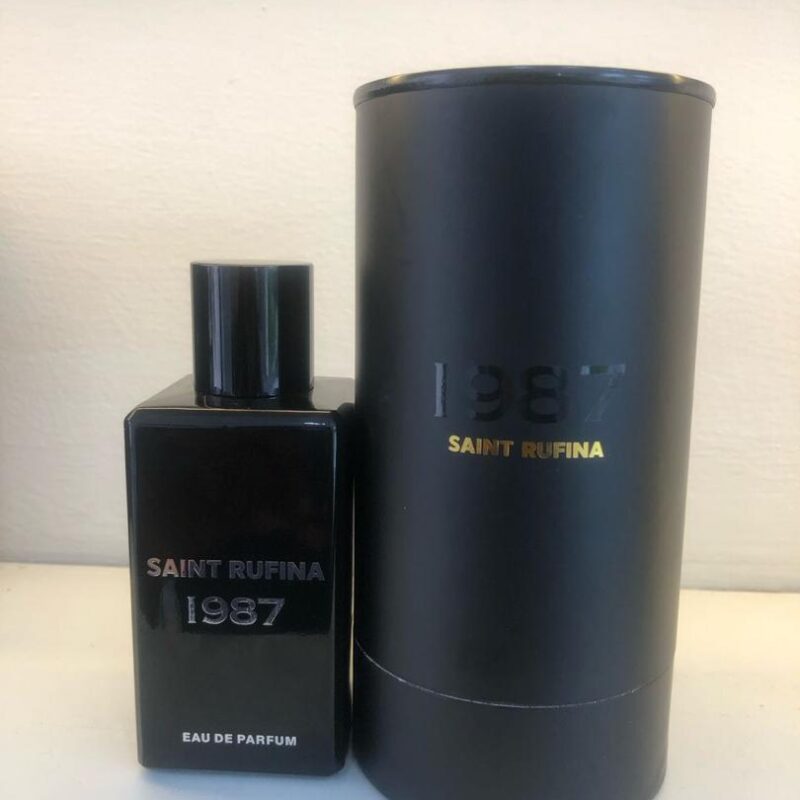 SAINT RUFINA
1987
EAU DE PARFUM
1987
SAINT RUFINA